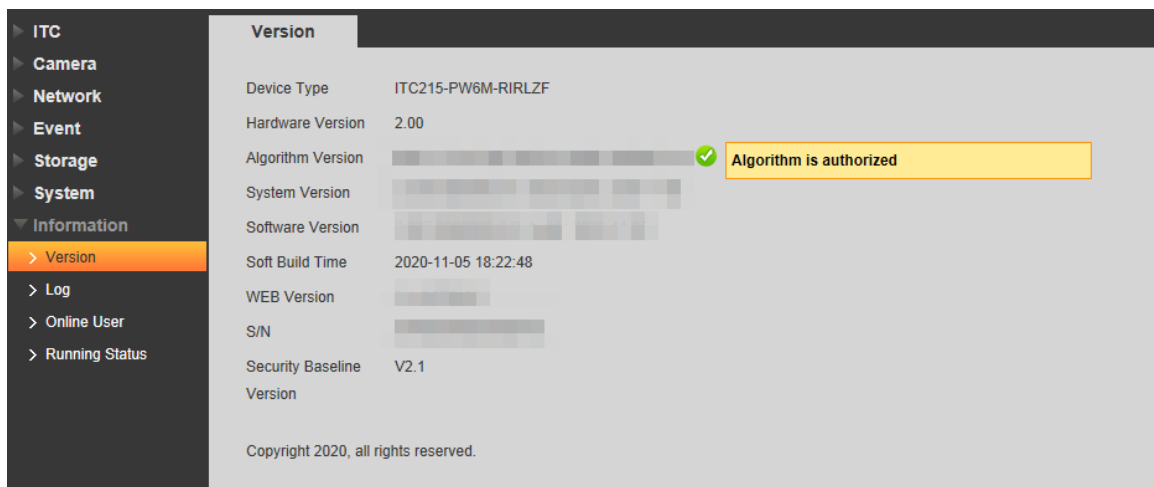 ITC
Camera
Network
Event
Storage
System
Information
Version
Log
Online User
Running Status
Version
Device Type ITC215-PW6M-RIRLZF
Hardware Version 2.00
Algorithm Version Algorithm is authorized
System Version
Software Version
Soft Build Time 2020-11-05 18:22:48
WEB Version
S/N
Security Baseline V2.1
Version
Copyright 2020, all rights reserved.